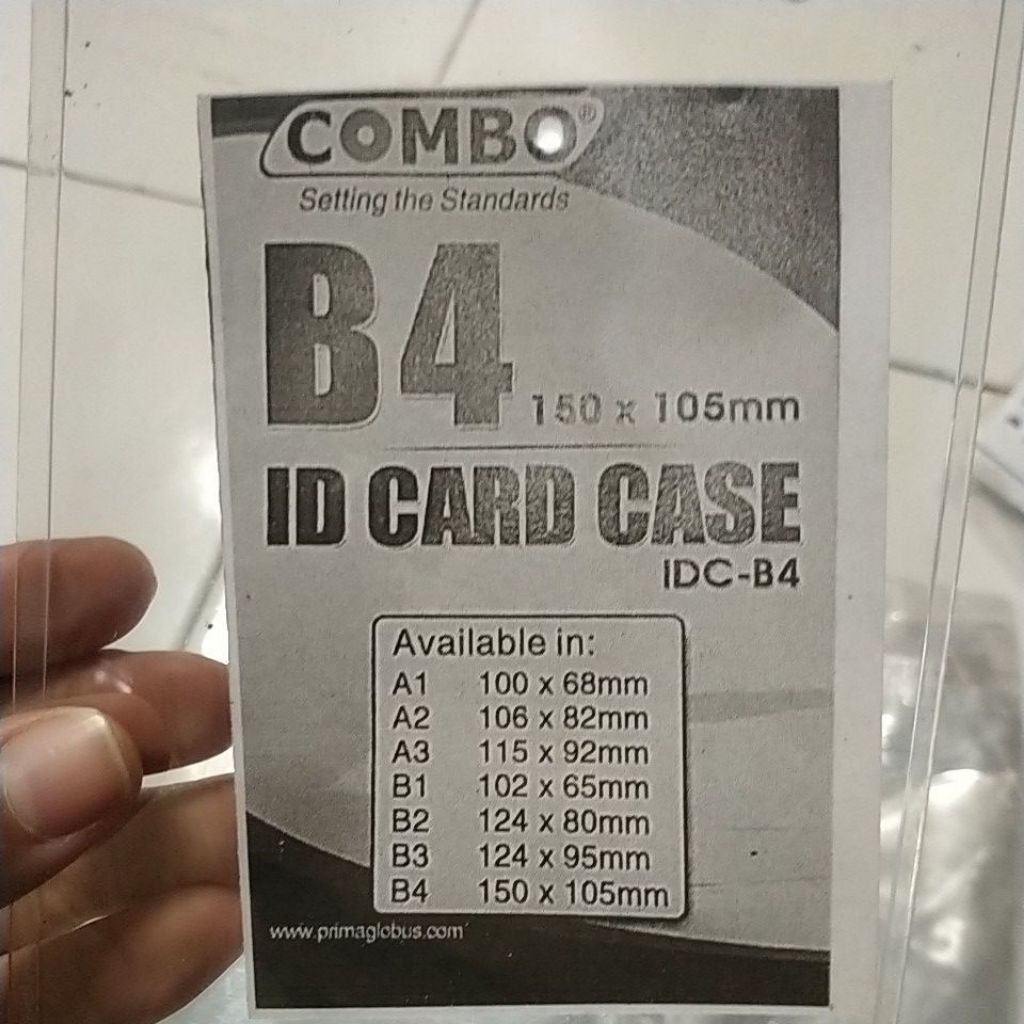 COMBO®
Setting the Standards
B4 150 x 105mm
ID CARD CASE
IDC-B4
Available in:
A1 100 x 68mm
A2 106 x 82mm
A3 115 x 92mm
B1 102 x 65mm
B2 124 x 80mm
B3 124 x 95mm
B4 150 x 105mm
www.primaglobus.com